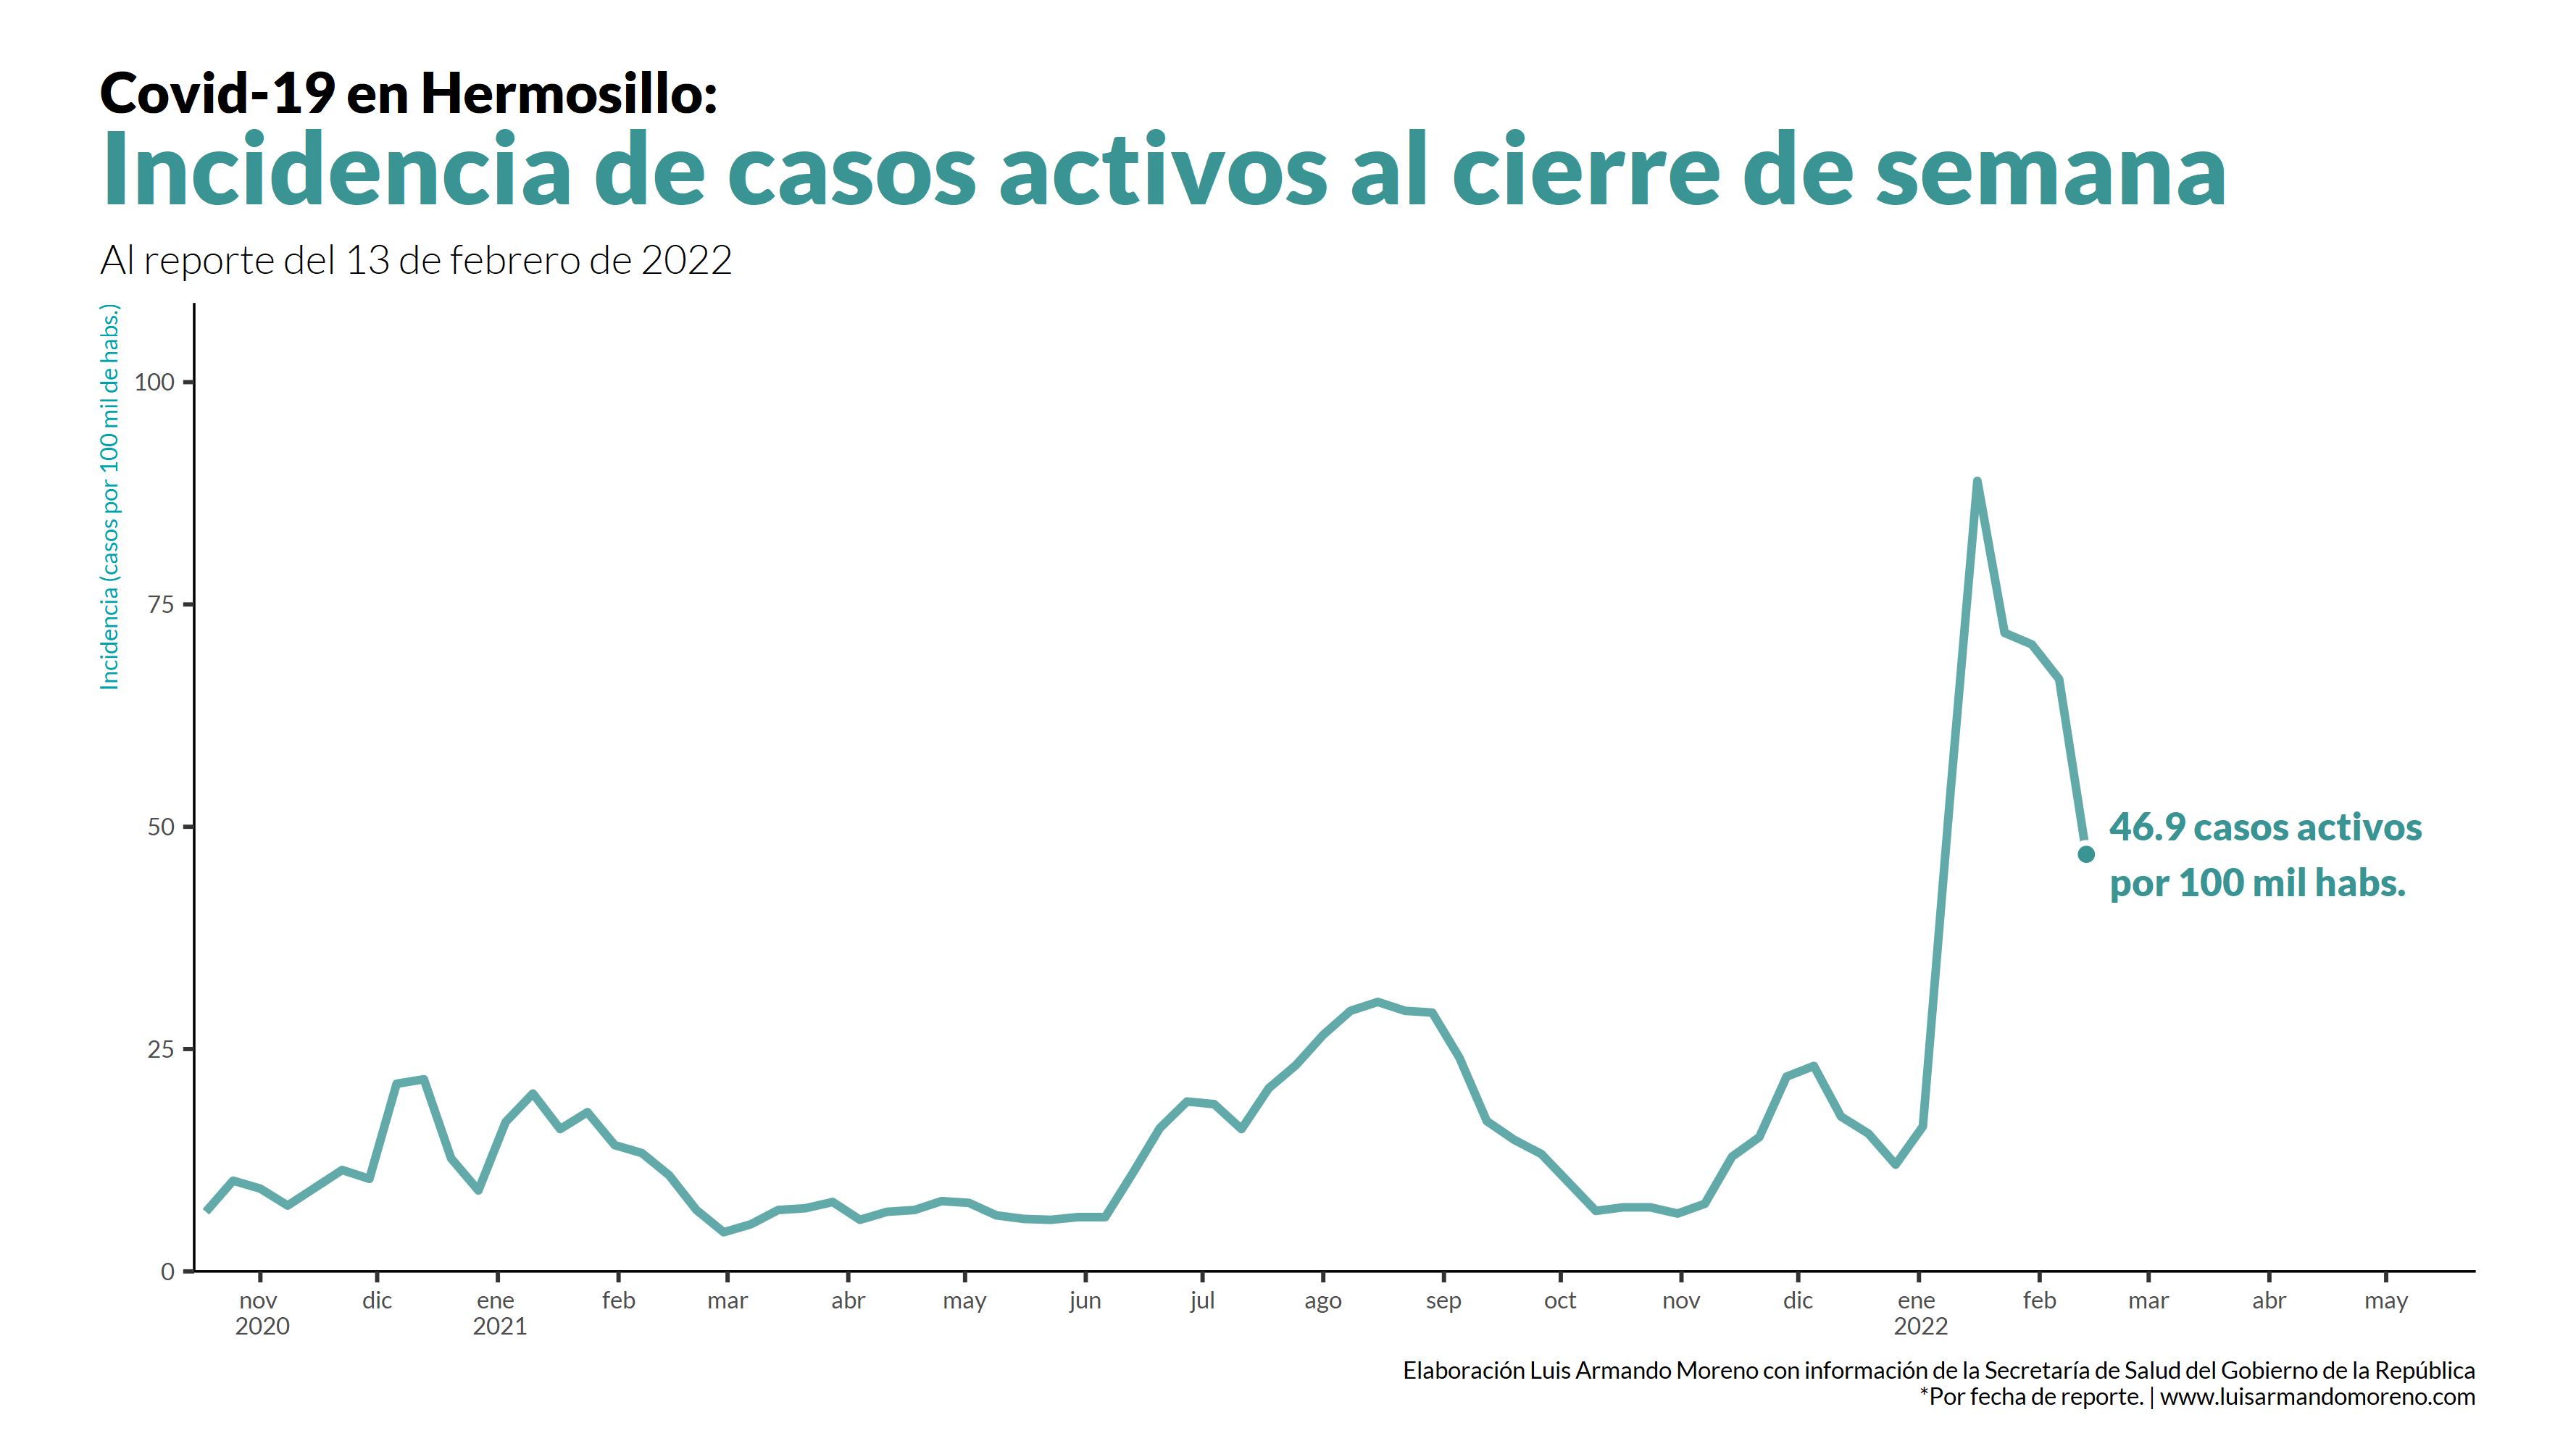 Covid-19 en Hermosillo:
Incidencia de casos activos al cierre de semana
Al reporte del 13 de febrero de 2022
Incidencia (casos por 100 mil de habs.)
100
75
50
25
0
46.9 casos activos
por 100 mil habs.
nov dic ene feb mar abr may jun jul ago sep oct nov dic ene feb mar abr may
2020 2021 2022
Elaboración Luis Armando Moreno con información de la Secretaría de Salud del Gobierno de la República
*Por fecha de reporte. | www.luisarmandomoreno.com